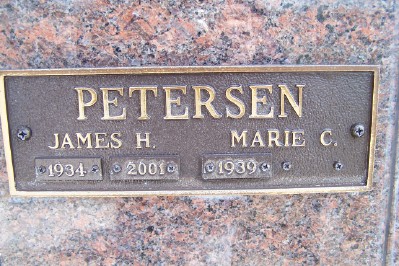 PETERSEN
JAMES H. MARIE C.
1934 2001 1939